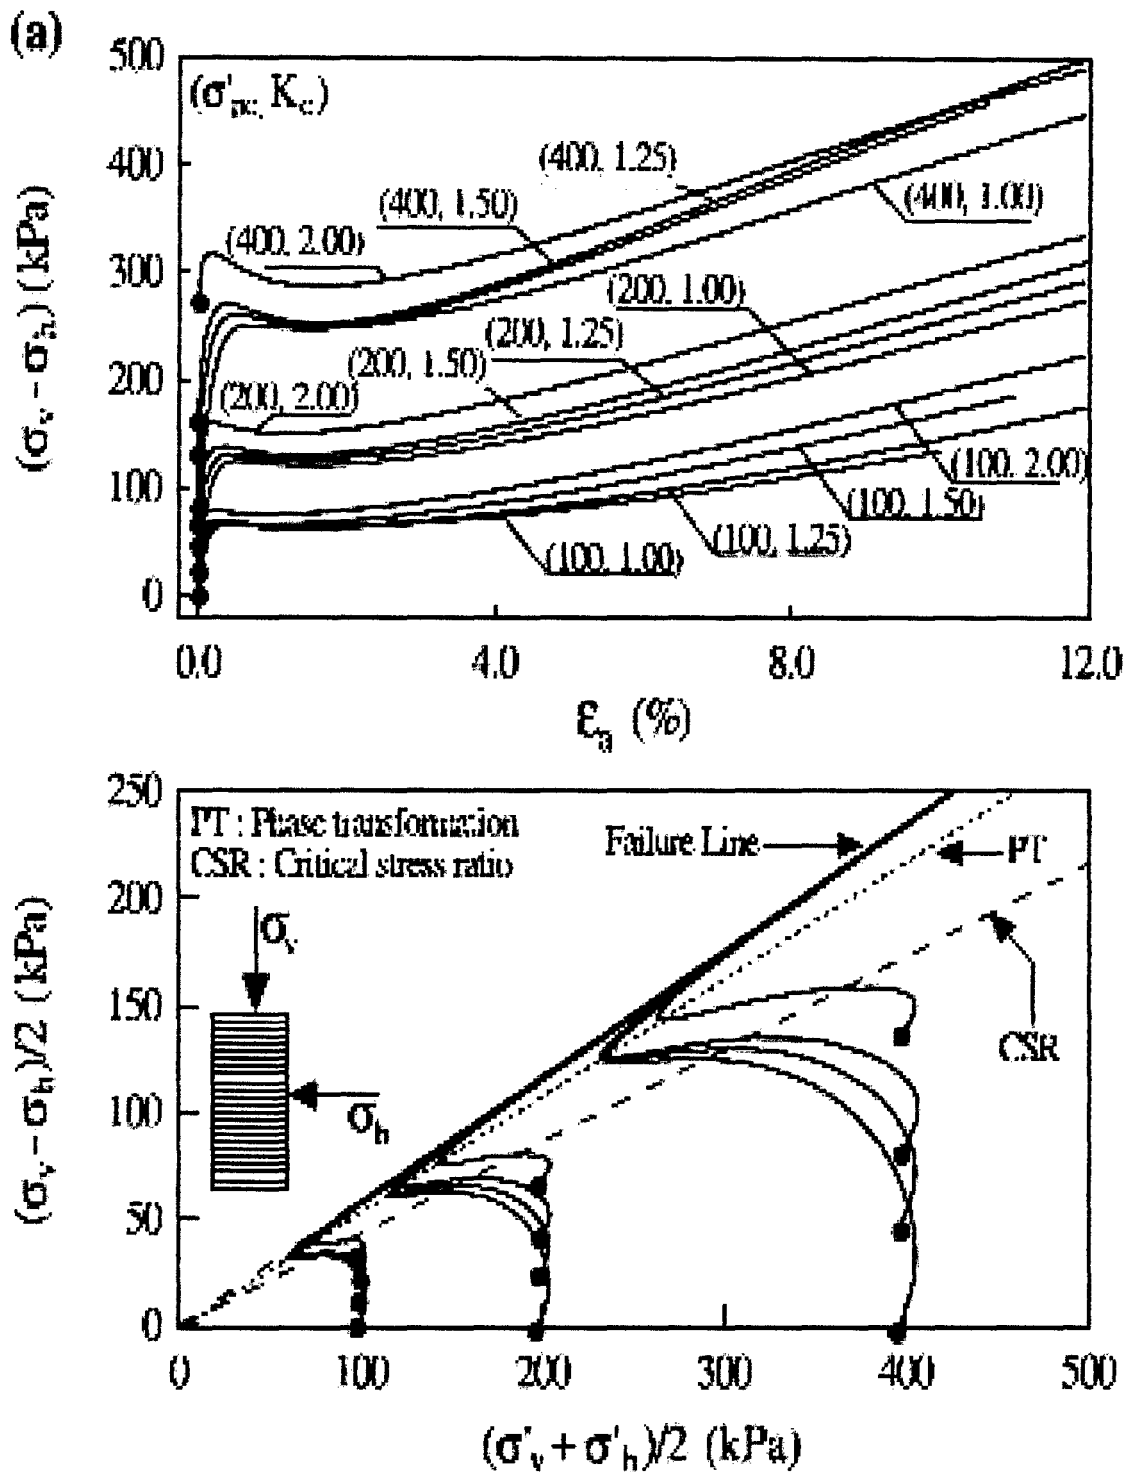 (a)
500
400
300
200
100
0
(σ'mc, Kc)
(400, 1.25)
(400, 1.50)
(400, 1.00)
(400, 2.00)
(200, 1.00)
(200, 1.25)
(200, 1.50)
(200, 2.00)
(100, 2.00)
(100, 1.50)
(100, 1.25)
(100, 1.00)
(σv - σh) (kPa)
0.0 4.0 8.0 12.0
εa (%)
250
200
150
100
50
0
PT : Phase transformation
CSR : Critical stress ratio
Failure Line
PT
CSR
σv
σh
(σv - σh)/2 (kPa)
0 100 200 300 400 500
(σ'v + σ'h)/2 (kPa)